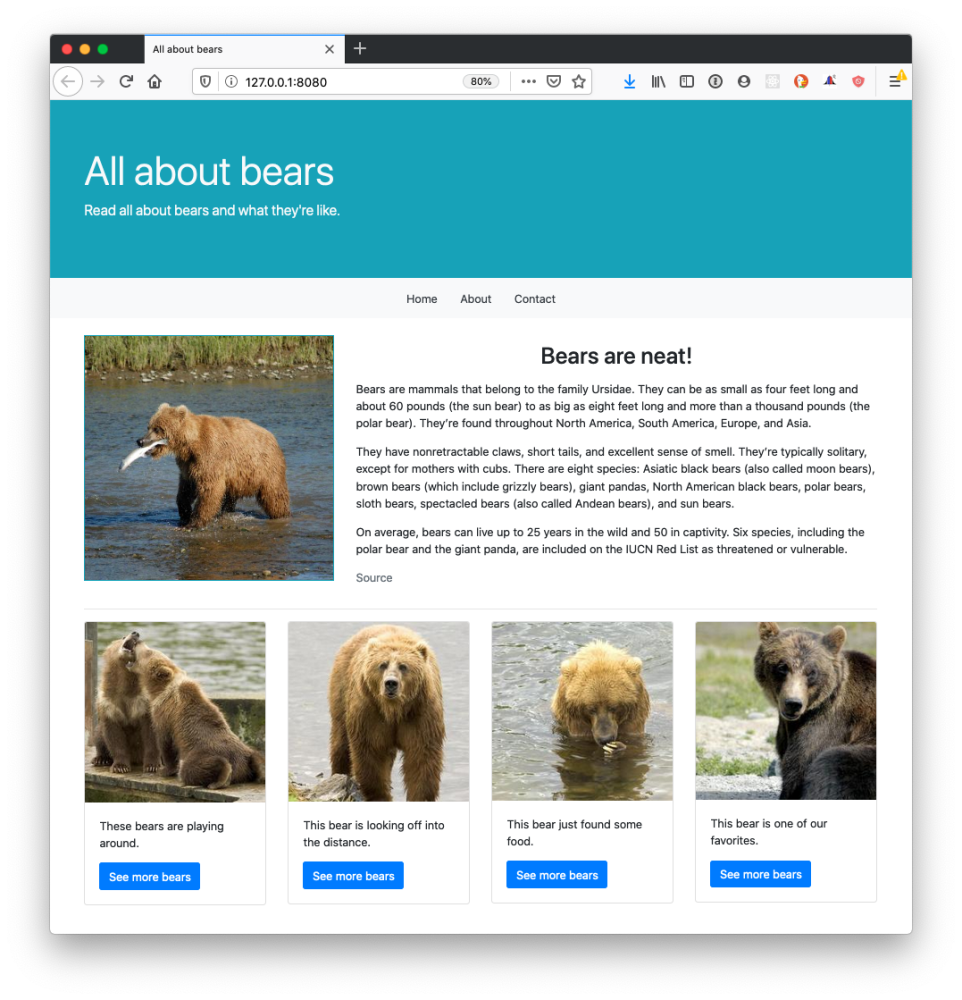 All about bears
127.0.0.1:8080
80%
All about bears
Read all about bears and what they're like.
Home About Contact
Bears are neat!
Bears are mammals that belong to the family Ursidae. They can be as small as four feet long and
about 60 pounds (the sun bear) to as big as eight feet long and more than a thousand pounds (the
polar bear). They’re found throughout North America, South America, Europe, and Asia.
They have nonretractable claws, short tails, and excellent sense of smell. They’re typically solitary,
except for mothers with cubs. There are eight species: Asiatic black bears (also called moon bears),
brown bears (which include grizzly bears), giant pandas, North American black bears, polar bears,
sloth bears, spectacled bears (also called Andean bears), and sun bears.
On average, bears can live up to 25 years in the wild and 50 in captivity. Six species, including the
polar bear and the giant panda, are included on the IUCN Red List as threatened or vulnerable.
Source
These bears are playing
around.
See more bears
This bear is looking off into
the distance.
See more bears
This bear just found some
food.
See more bears
This bear is one of our
favorites.
See more bears